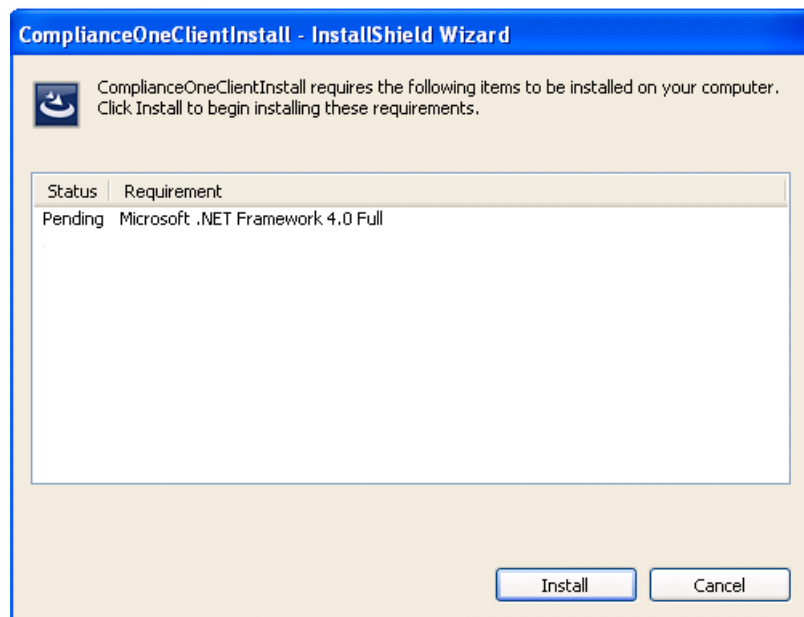 ComplianceOneClientInstall - InstallShield Wizard
ComplianceOneClientInstall requires the following items to be installed on your computer.
Click Install to begin installing these requirements.
Status Requirement
Pending Microsoft .NET Framework 4.0 Full
Install Cancel